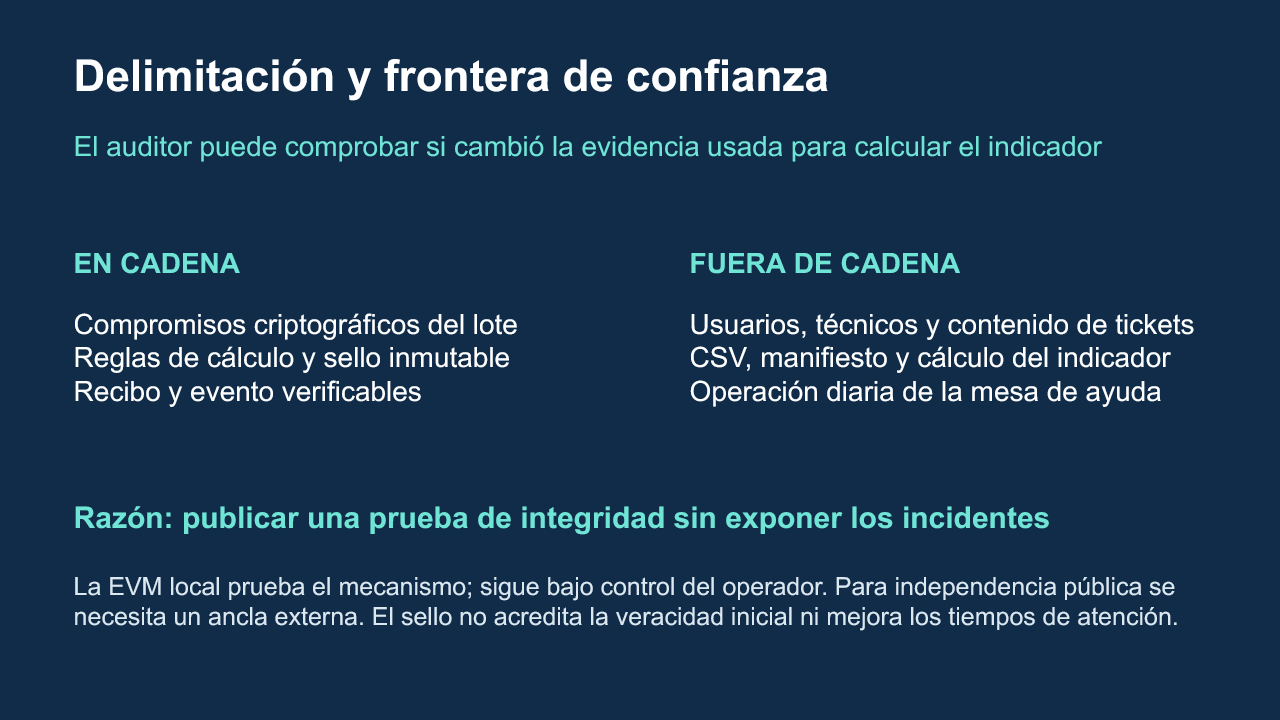 Delimitación y frontera de confianza
El auditor puede comprobar si cambió la evidencia usada para calcular el indicador
EN CADENA
Compromisos criptográficos del lote
Reglas de cálculo y sello inmutable
Recibo y evento verificables
FUERA DE CADENA
Usuarios, técnicos y contenido de tickets
CSV, manifiesto y cálculo del indicador
Operación diaria de la mesa de ayuda
Razón: publicar una prueba de integridad sin exponer los incidentes
La EVM local prueba el mecanismo; sigue bajo control del operador. Para independencia pública se
necesita un ancla externa. El sello no acredita la veracidad inicial ni mejora los tiempos de atención.